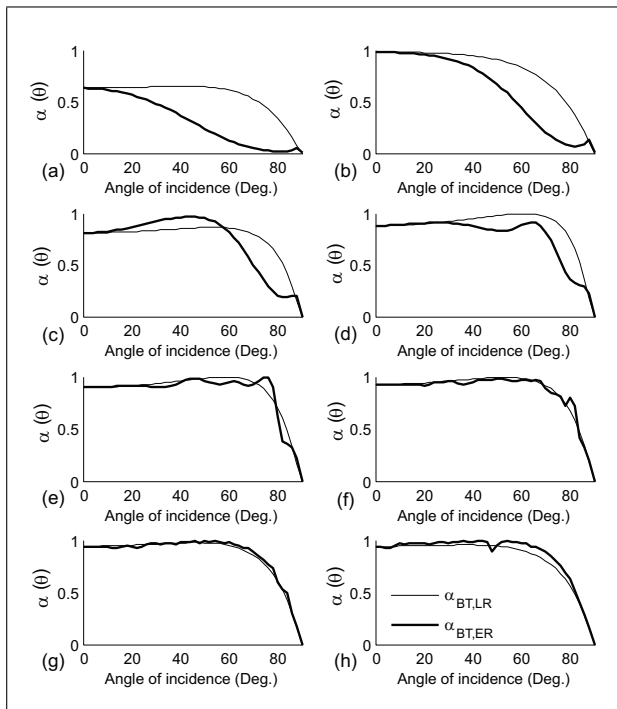 1
0.5
0
α (θ)
0 20 40 60 80
(a) Angle of incidence (Deg.)
1
0.5
0
α (θ)
0 20 40 60 80
(b) Angle of incidence (Deg.)
1
0.5
0
α (θ)
0 20 40 60 80
(c) Angle of incidence (Deg.)
1
0.5
0
α (θ)
0 20 40 60 80
(d) Angle of incidence (Deg.)
1
0.5
0
α (θ)
0 20 40 60 80
(e) Angle of incidence (Deg.)
1
0.5
0
α (θ)
0 20 40 60 80
(f) Angle of incidence (Deg.)
1
0.5
0
α (θ)
0 20 40 60 80
(g) Angle of incidence (Deg.)
1
0.5
0
α (θ)
α BT,LR
α BT,ER
0 20 40 60 80
(h) Angle of incidence (Deg.)